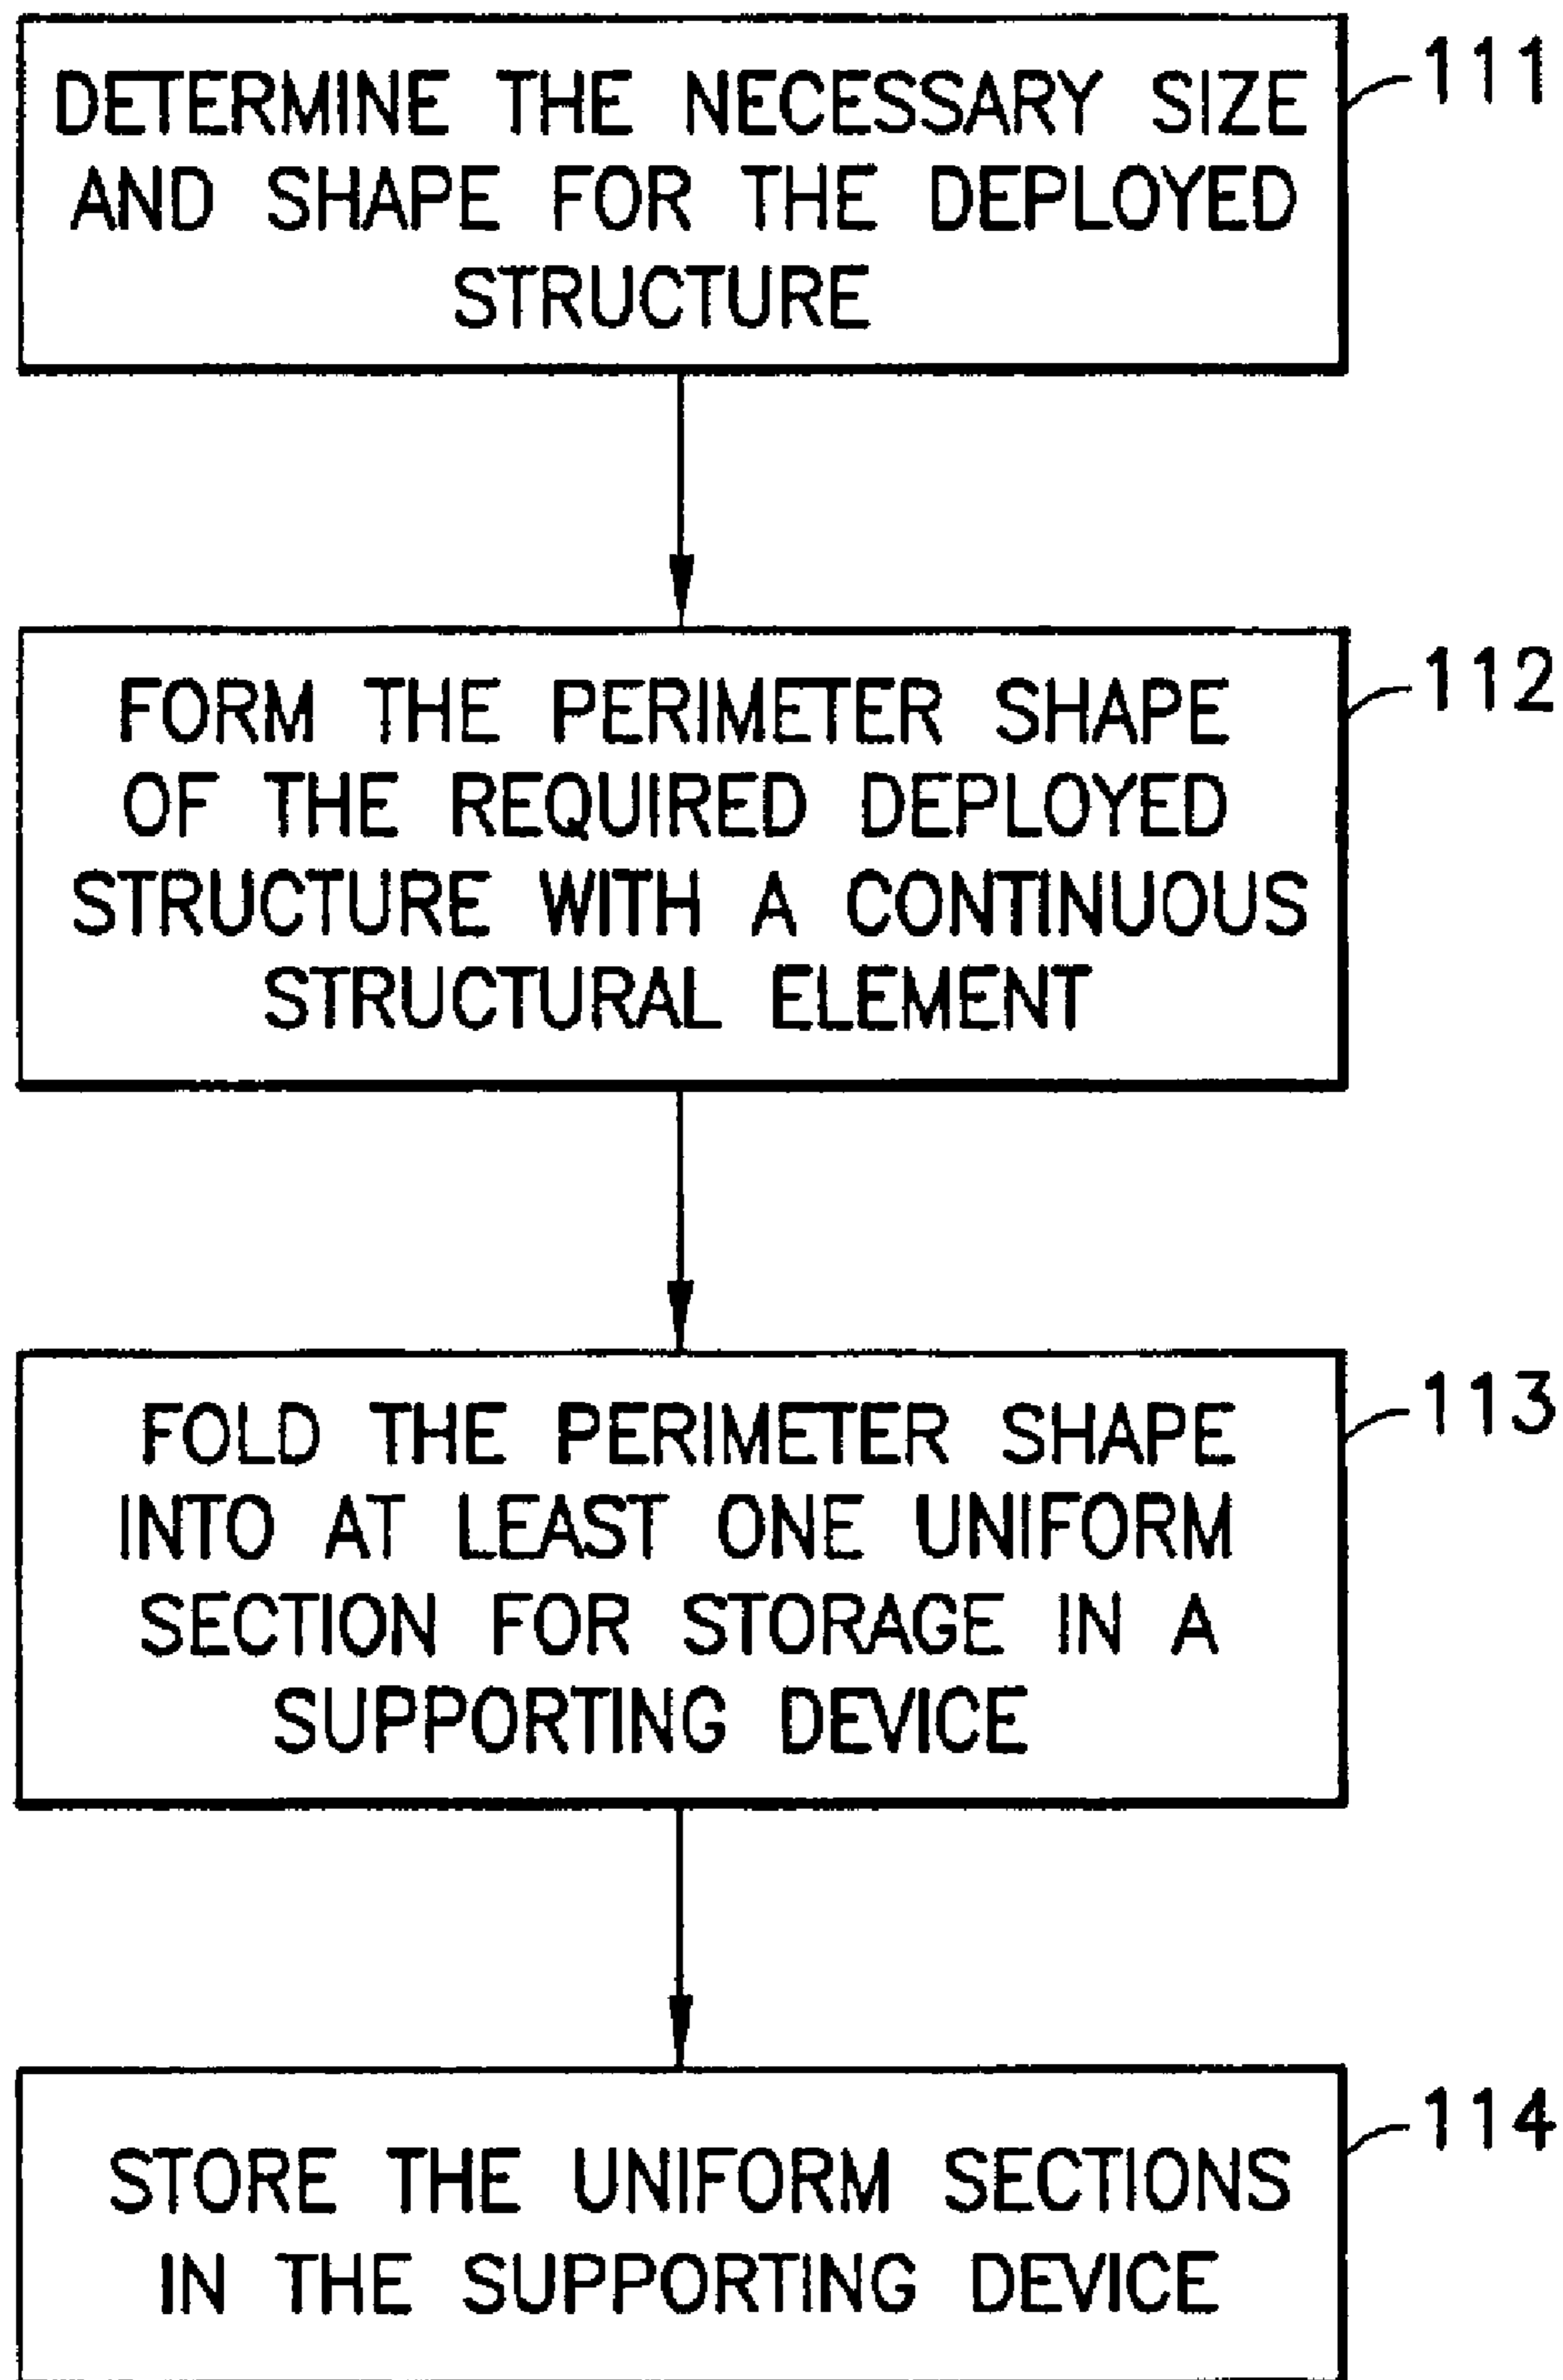 DETERMINE THE NECESSARY SIZE
AND SHAPE FOR THE DEPLOYED
STRUCTURE
111
FORM THE PERIMETER SHAPE
OF THE REQUIRED DEPLOYED
STRUCTURE WITH A CONTINUOUS
STRUCTURAL ELEMENT
112
FOLD THE PERIMETER SHAPE
INTO AT LEAST ONE UNIFORM
SECTION FOR STORAGE IN A
SUPPORTING DEVICE
113
STORE THE UNIFORM SECTIONS
IN THE SUPPORTING DEVICE
114